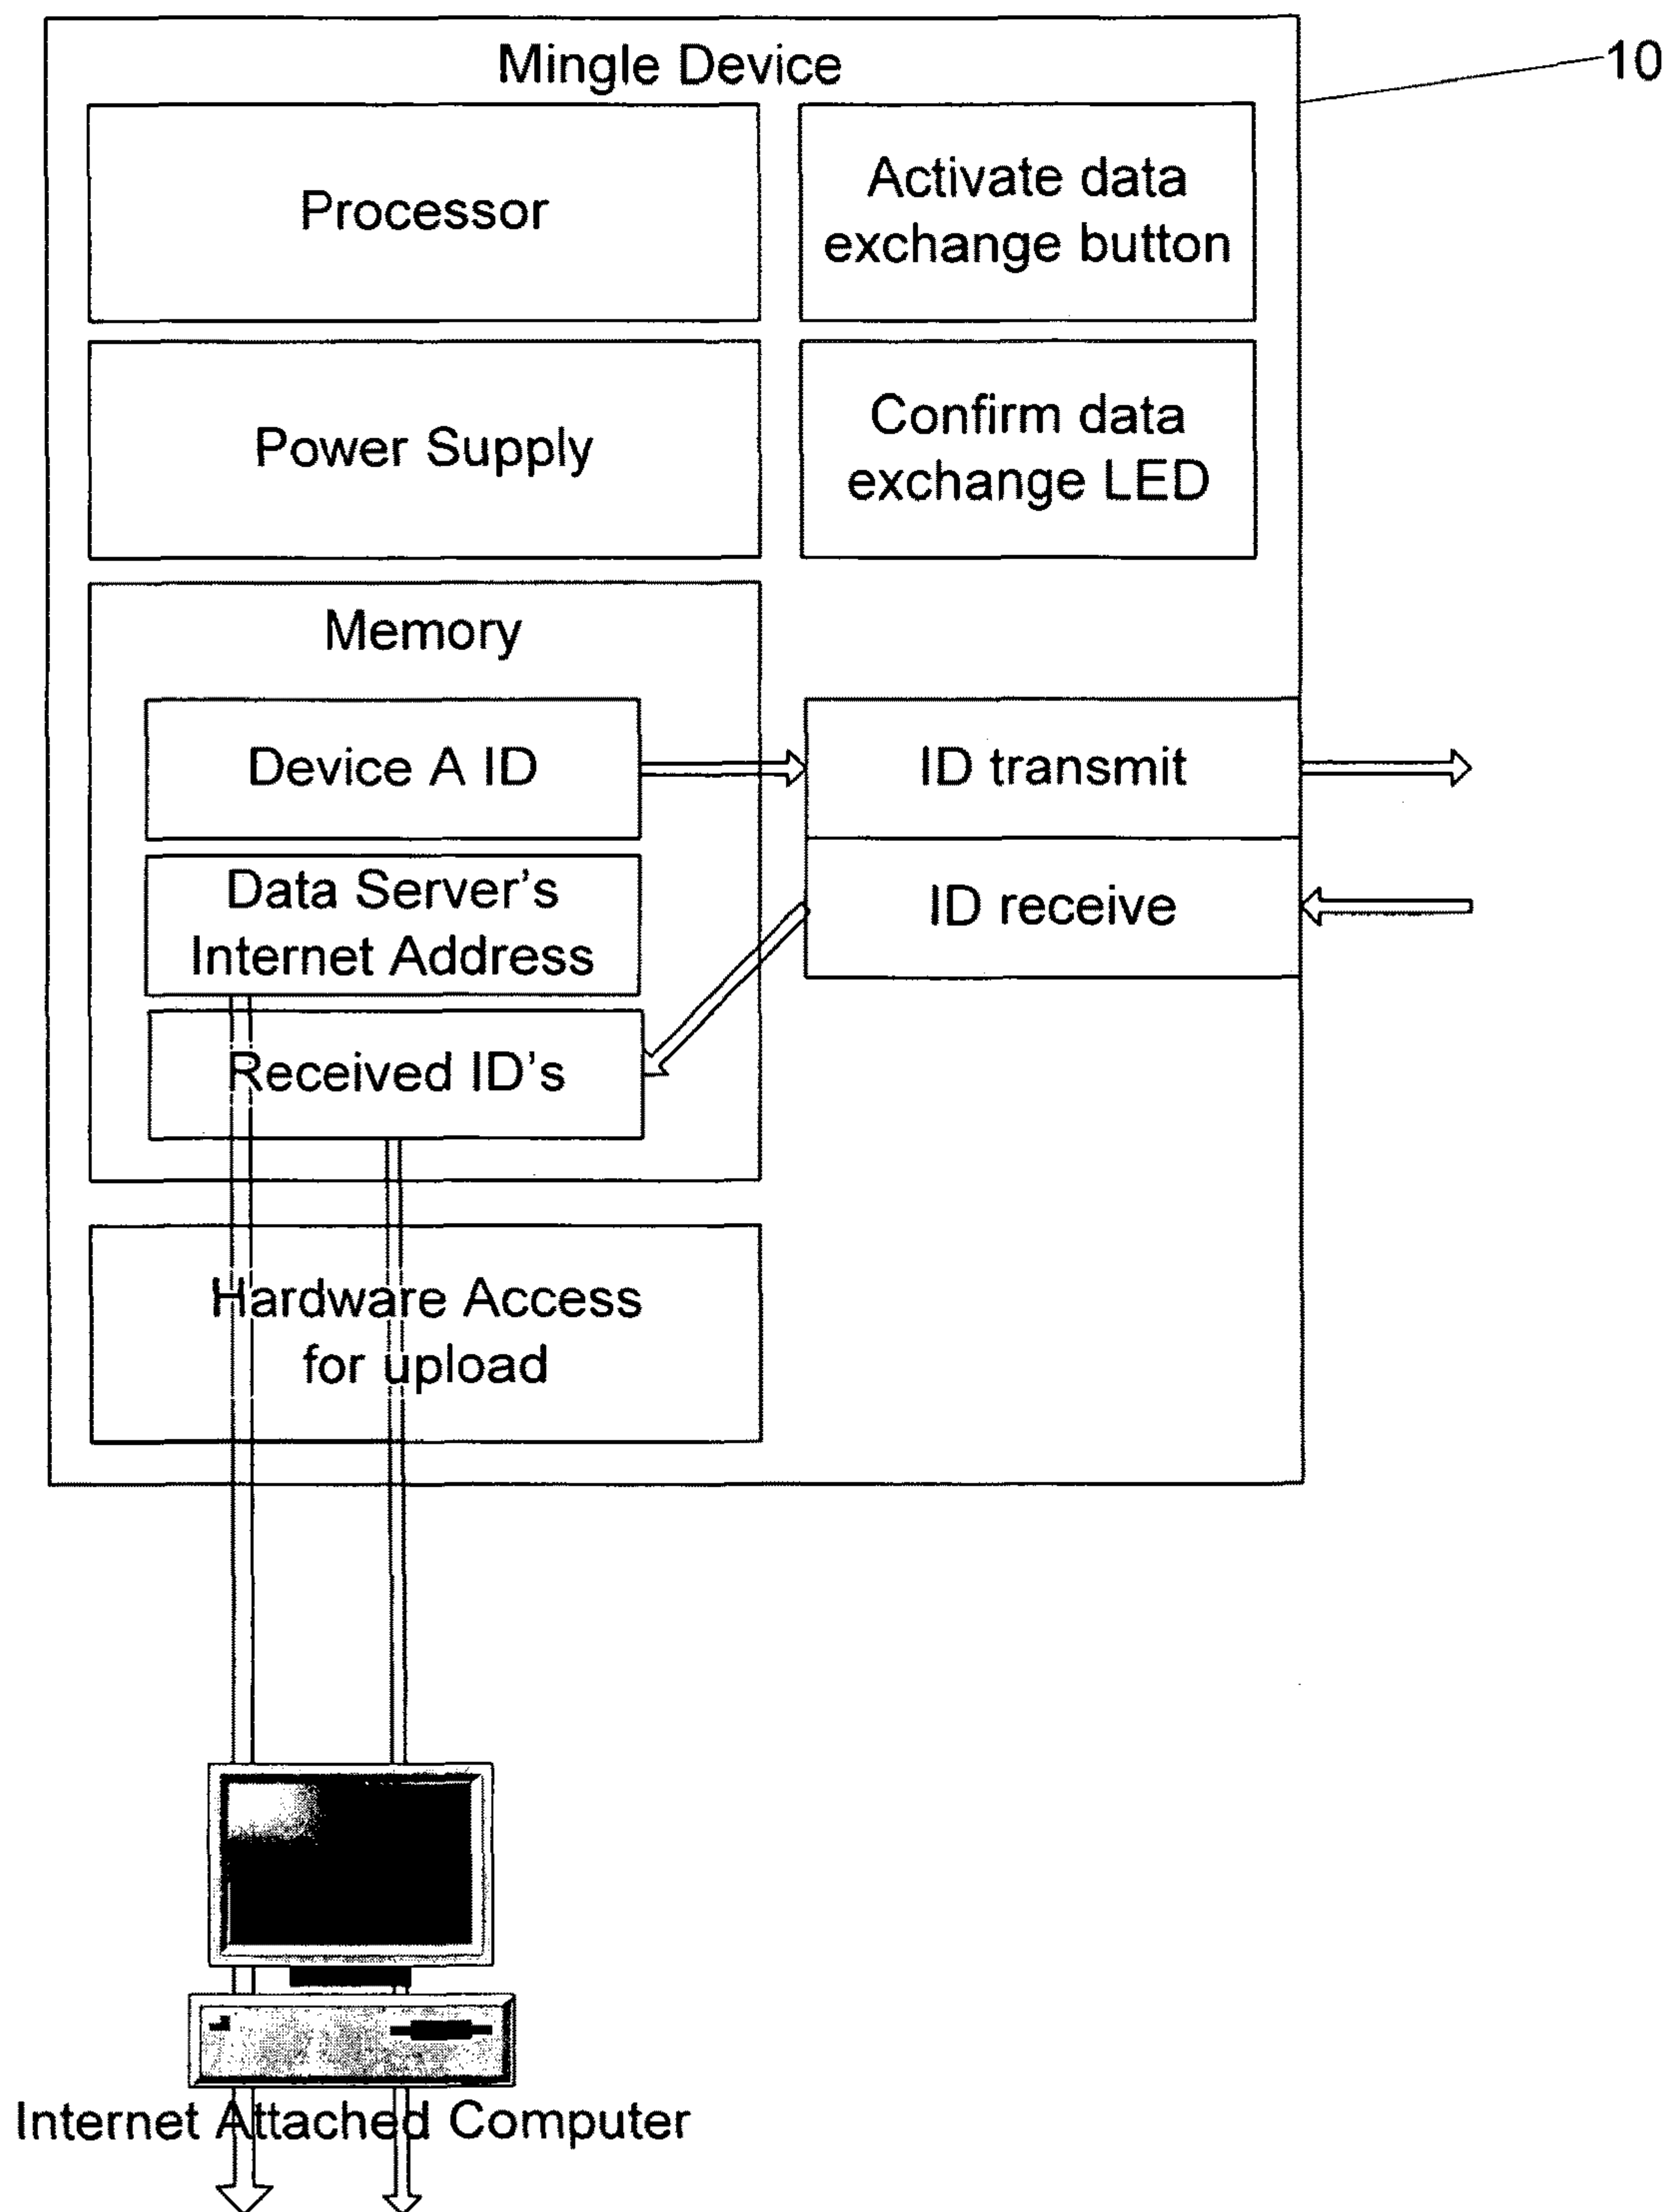 Mingle Device
10
Processor
Activate data
exchange button
Power Supply
Confirm data
exchange LED
Memory
Device A ID
ID transmit
Data Server's
Internet Address
ID receive
Received ID's
Hardware Access
for upload
Internet Attached Computer